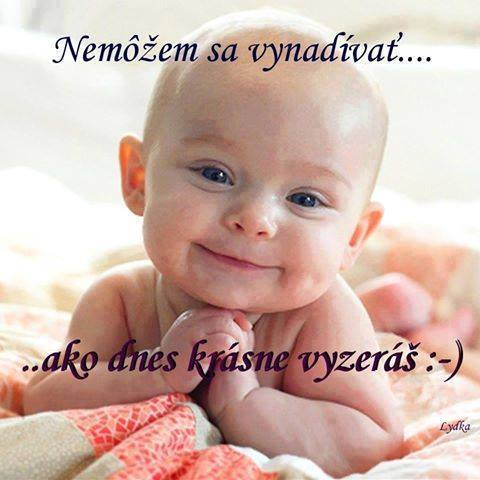 Nemôžem sa vynadívať....
..ako dnes krásne vyzeráš :-)
Lydka